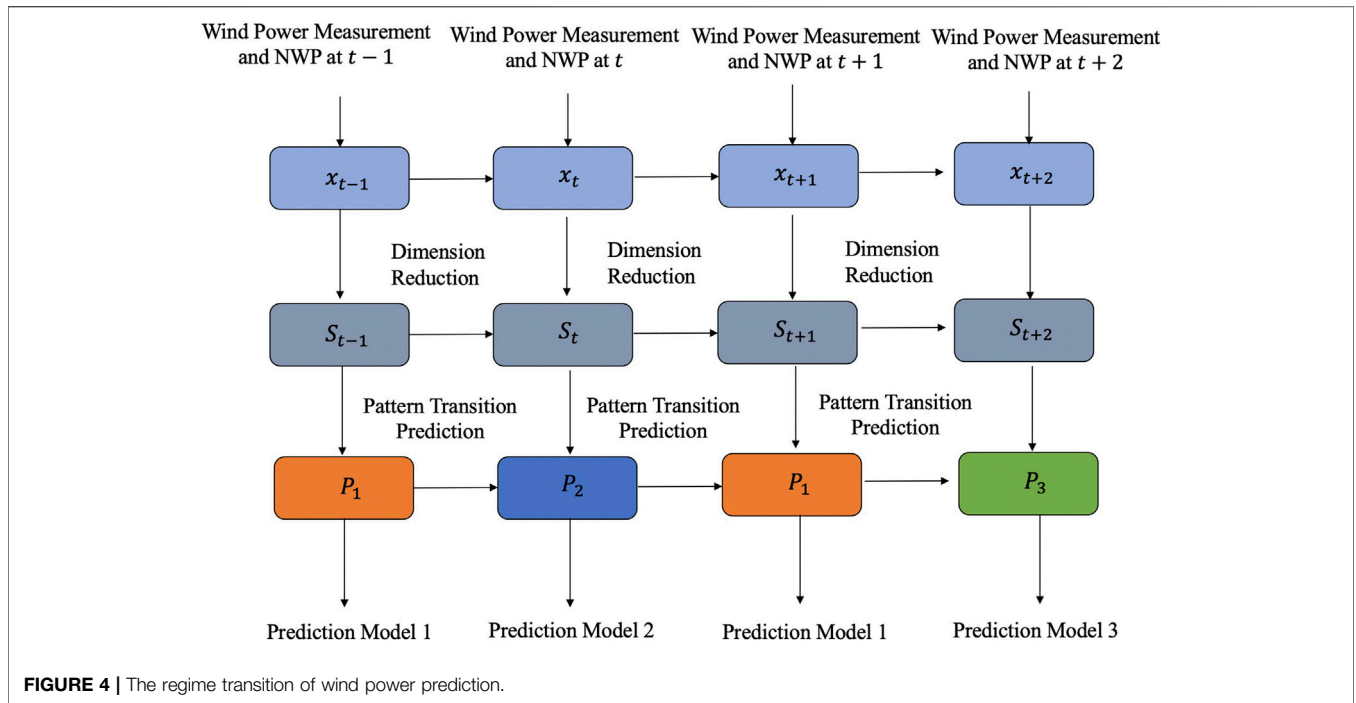 Wind Power Measurement
and NWP at t − 1
Wind Power Measurement
and NWP at t
Wind Power Measurement
and NWP at t + 1
Wind Power Measurement
and NWP at t + 2
x_{t−1}
x_t
x_{t+1}
x_{t+2}
Dimension
Reduction
Dimension
Reduction
Dimension
Reduction
S_{t−1}
S_t
S_{t+1}
S_{t+2}
Pattern Transition
Prediction
Pattern Transition
Prediction
Pattern Transition
Prediction
P_1
P_2
P_1
P_3
Prediction Model 1
Prediction Model 2
Prediction Model 1
Prediction Model 3
FIGURE 4 | The regime transition of wind power prediction.